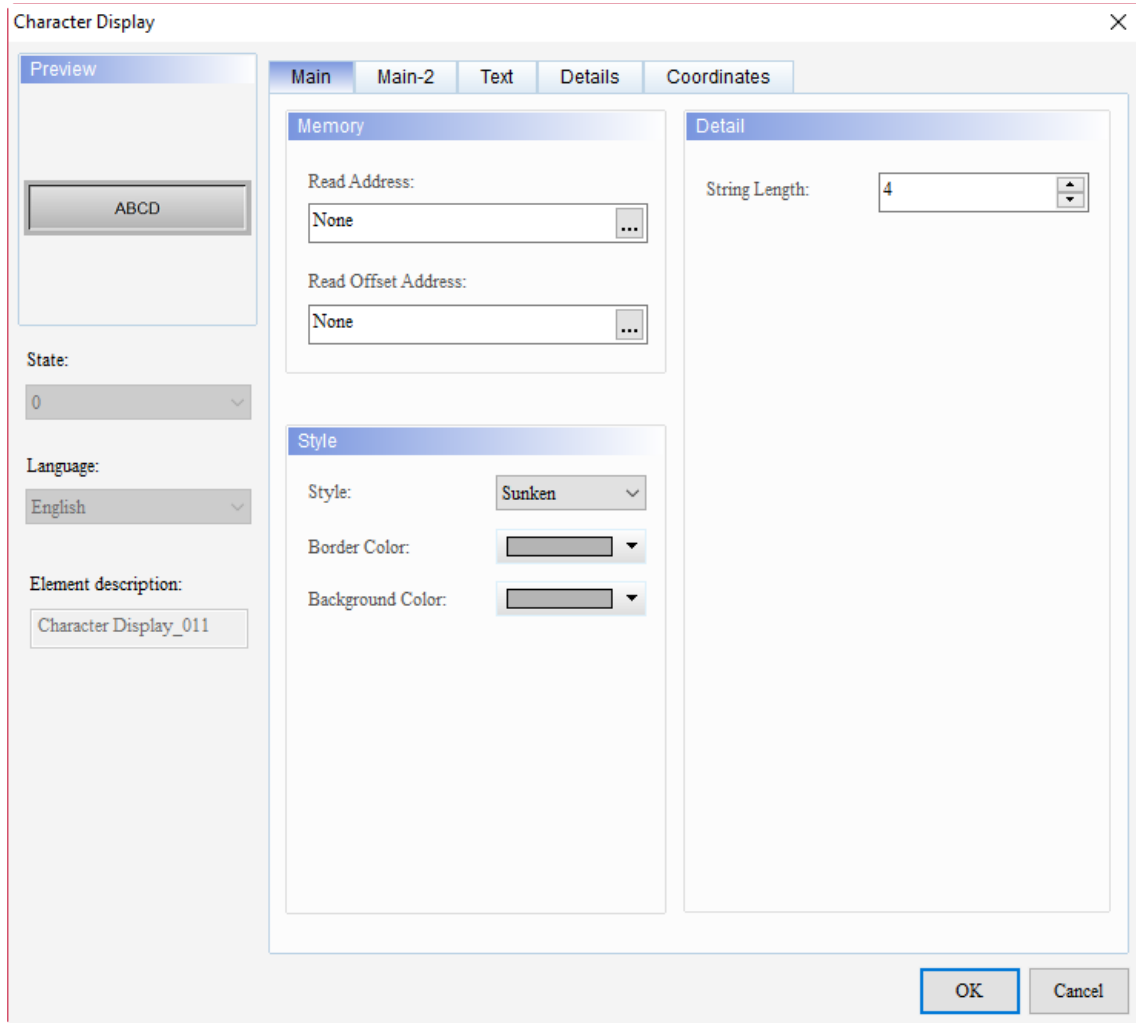 Character Display
Preview
ABCD
State:
0
Language:
English
Element description:
Character Display_011
Main
Main-2
Text
Details
Coordinates
Memory
Read Address:
None
...
Read Offset Address:
None
...
Style
Style:
Sunken
Border Color:
Background Color:
Detail
String Length:
4
OK
Cancel